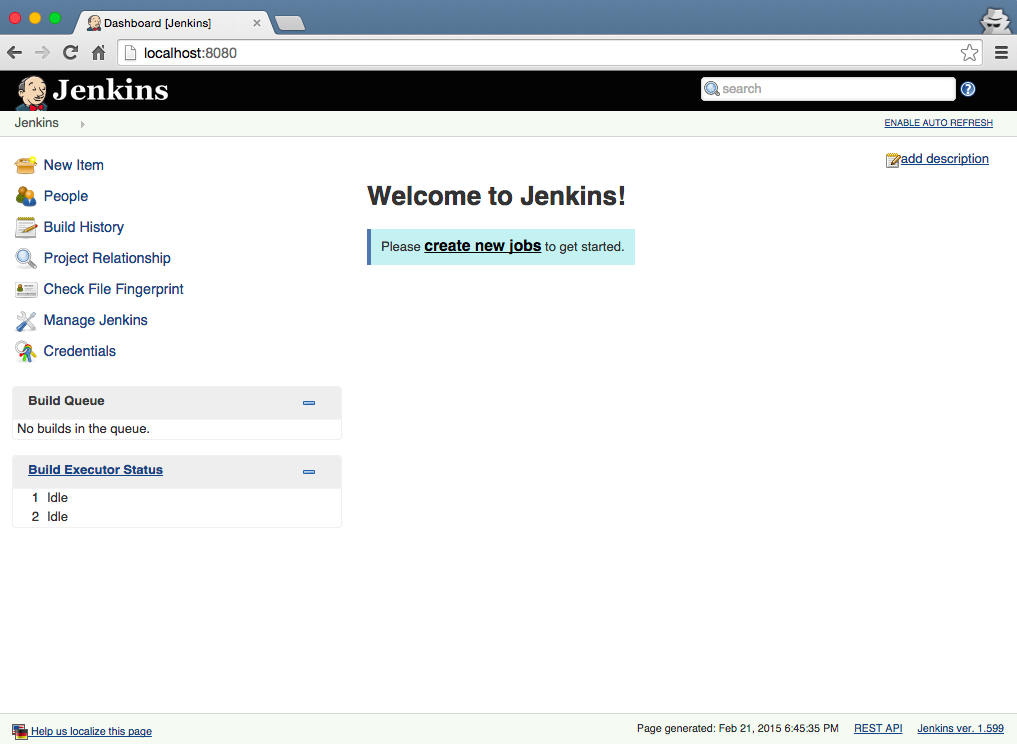 Dashboard [Jenkins]
localhost:8080
Jenkins
search
Jenkins
ENABLE AUTO REFRESH
New Item
People
Build History
Project Relationship
Check File Fingerprint
Manage Jenkins
Credentials
Build Queue
No builds in the queue.
Build Executor Status
1 Idle
2 Idle
add description
Welcome to Jenkins!
Please create new jobs to get started.
Help us localize this page
Page generated: Feb 21, 2015 6:45:35 PM REST API Jenkins ver. 1.599